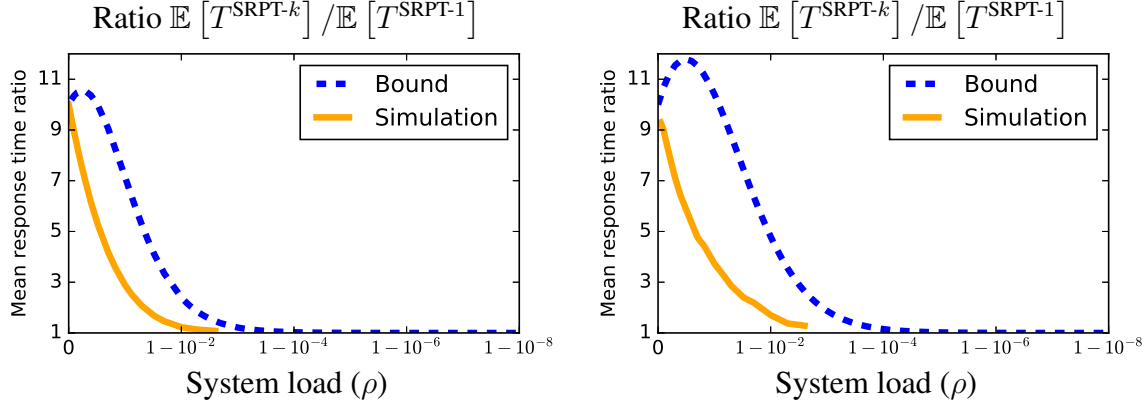 Ratio 𝔼 [T^SRPT-k] / 𝔼 [T^SRPT-1]
Mean response time ratio
11
9
7
5
3
1
Bound
Simulation
0
1 − 10^−2
1 − 10^−4
1 − 10^−6
1 − 10^−8
System load (ρ)
Ratio 𝔼 [T^SRPT-k] / 𝔼 [T^SRPT-1]
Mean response time ratio
11
9
7
5
3
1
Bound
Simulation
0
1 − 10^−2
1 − 10^−4
1 − 10^−6
1 − 10^−8
System load (ρ)